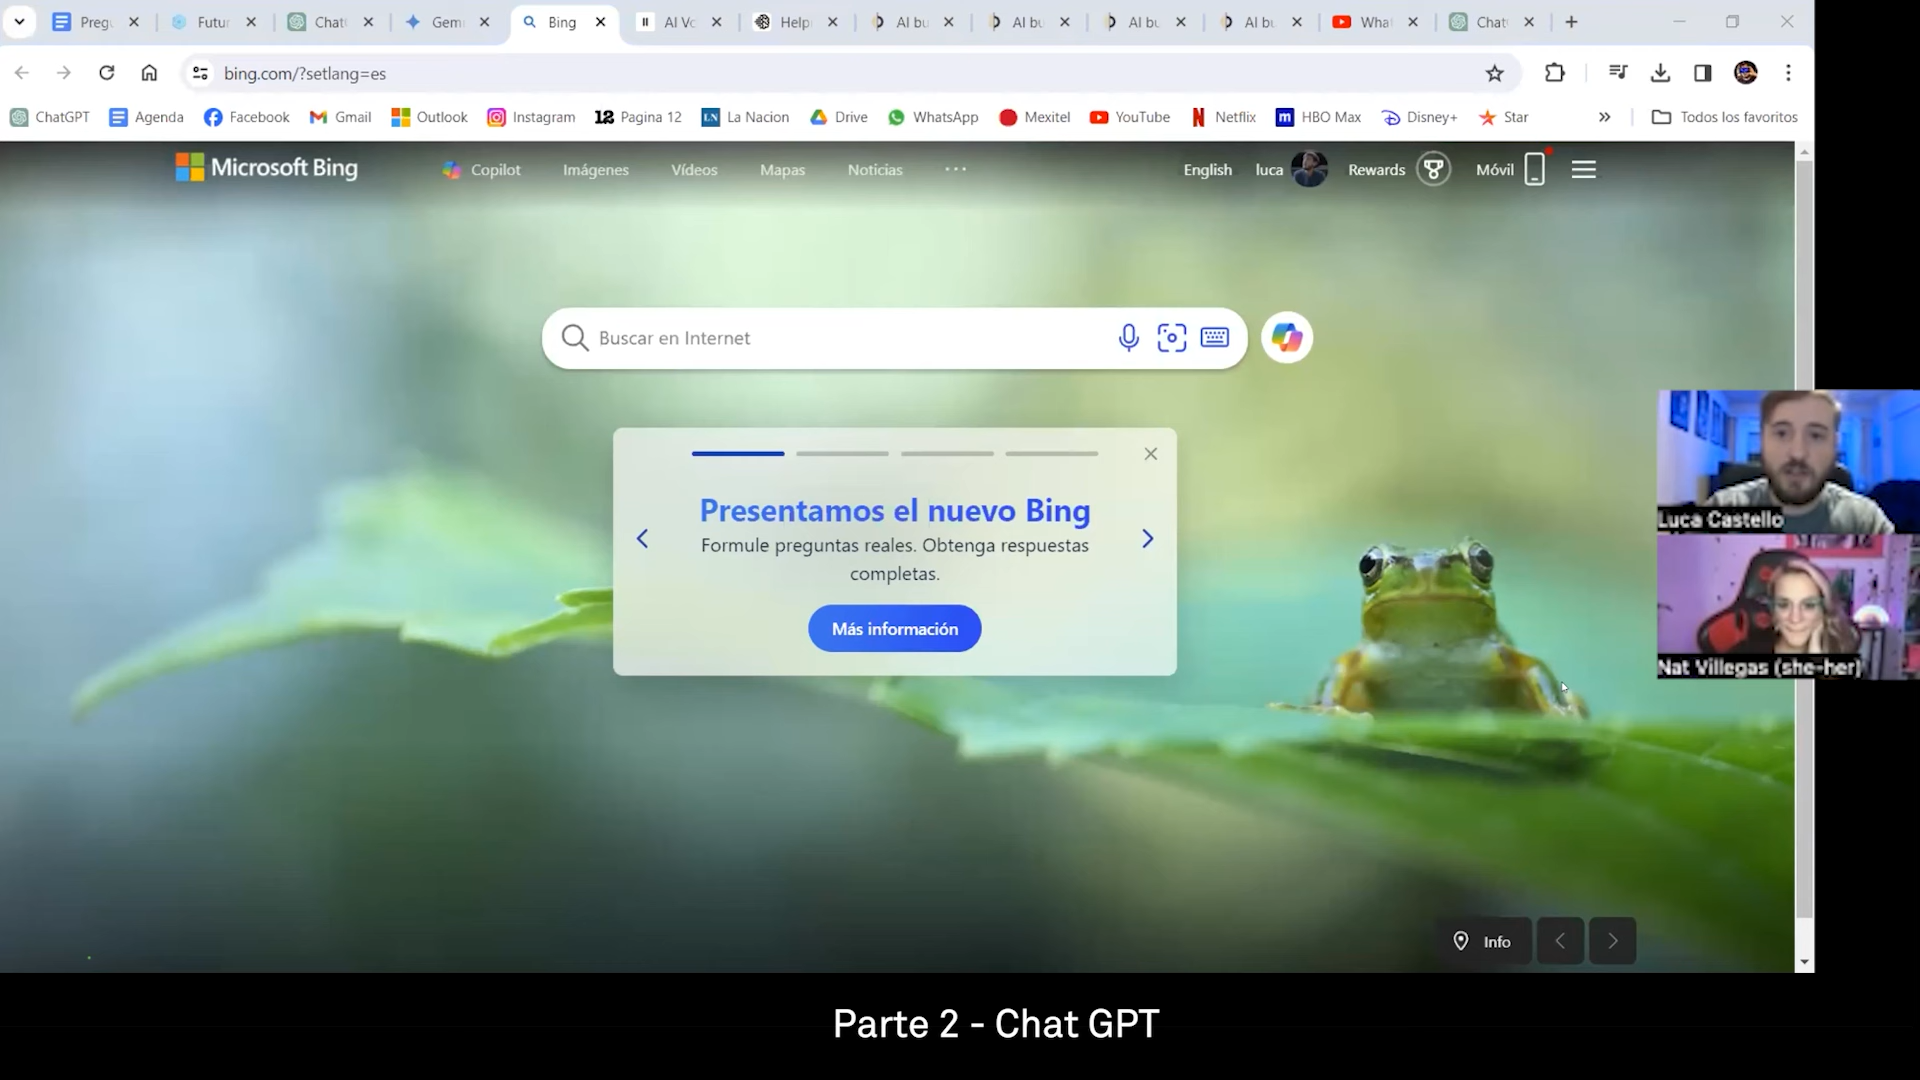 Preg
Futur
Chat
Gem
Bing
AI Vo
Help
AI bu
AI bu
AI bu
AI bu
What
Chat
bing.com/?setlang=es
ChatGPT
Agenda
Facebook
Gmail
Outlook
Instagram
12 Pagina 12
LN La Nacion
Drive
WhatsApp
Mexitel
YouTube
Netflix
m HBO Max
Disney+
Star
Todos los favoritos
Microsoft Bing
Copilot
Imágenes
Vídeos
Mapas
Noticias
English
luca
Rewards
Móvil
Buscar en Internet
Presentamos el nuevo Bing
Formule preguntas reales. Obtenga respuestas
completas.
Más información
Luca Castello
Nat Villegas (she-her)
Info
Parte 2 - Chat GPT